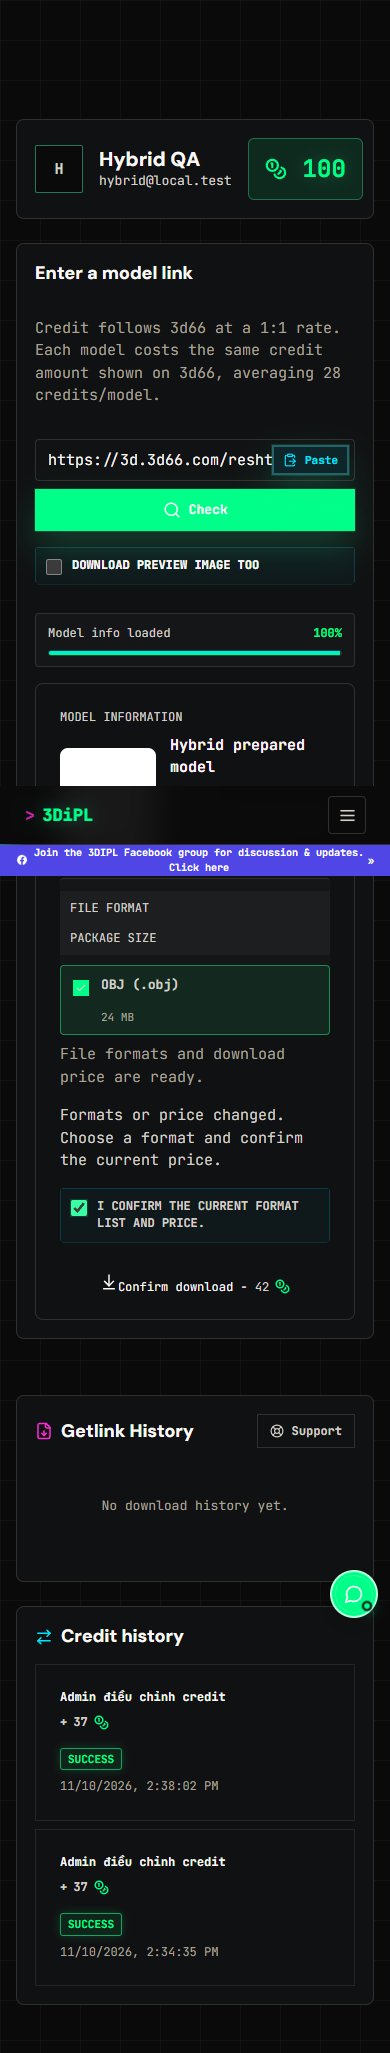 H
Hybrid QA
hybrid@local.test
100
Enter a model link
Credit follows 3d66 at a 1:1 rate.
Each model costs the same credit
amount shown on 3d66, averaging 28
credits/model.
https://3d.3d66.com/resht
Paste
Check
DOWNLOAD PREVIEW IMAGE TOO
Model info loaded
100%
MODEL INFORMATION
Hybrid prepared
model
> 3DiPL
Join the 3DIPL Facebook group for discussion & updates.
Click here
»
FILE FORMAT
PACKAGE SIZE
OBJ (.obj)
24 MB
File formats and download
price are ready.
Formats or price changed.
Choose a format and confirm
the current price.
I CONFIRM THE CURRENT FORMAT
LIST AND PRICE.
Confirm download - 42
Getlink History
Support
No download history yet.
Credit history
Admin điều chỉnh credit
+ 37
SUCCESS
11/10/2026, 2:38:02 PM
Admin điều chỉnh credit
+ 37
SUCCESS
11/10/2026, 2:34:35 PM